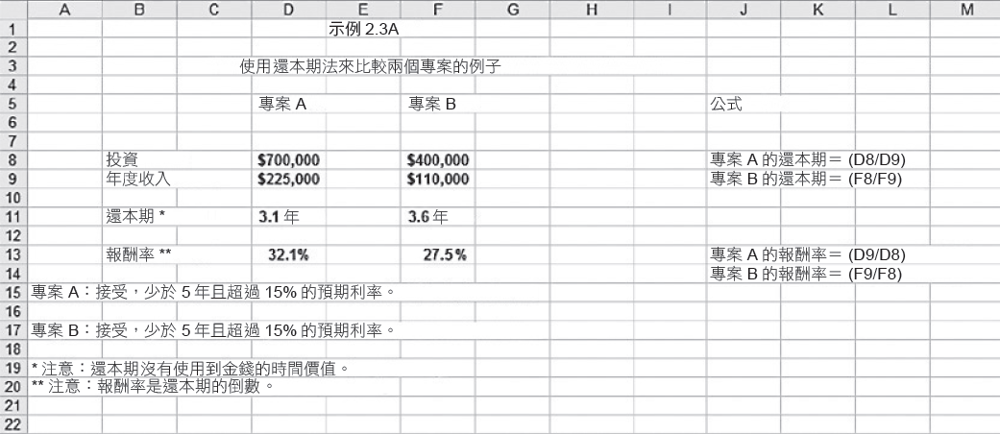 A B C D E F G H I J K L M
1 示例 2.3A
2
3 使用還本期法來比較兩個專案的例子
4
5 專案 A 專案 B 公式
6
7
8 投資 $700,000 $400,000 專案 A 的還本期＝ (D8/D9)
9 年度收入 $225,000 $110,000 專案 B 的還本期＝ (F8/F9)
10
11 還本期 * 3.1 年 3.6 年
12
13 報酬率 ** 32.1% 27.5% 專案 A 的報酬率＝ (D9/D8)
14 專案 B 的報酬率＝ (F9/F8)
15 專案 A：接受，少於 5 年且超過 15% 的預期利率。
16
17 專案 B：接受，少於 5 年且超過 15% 的預期利率。
18
19 * 注意：還本期沒有使用到金錢的時間價值。
20 ** 注意：報酬率是還本期的倒數。
21
22